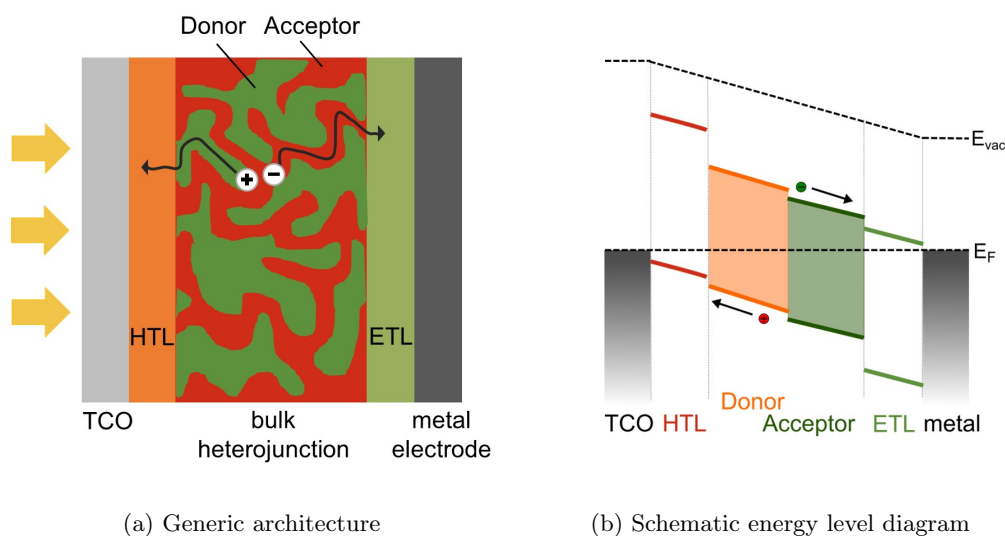 Donor Acceptor
+
−
HTL
ETL
TCO
bulk
heterojunction
metal
electrode
(a) Generic architecture
E_vac
−
E_F
+
Donor
TCO HTL Acceptor ETL metal
(b) Schematic energy level diagram